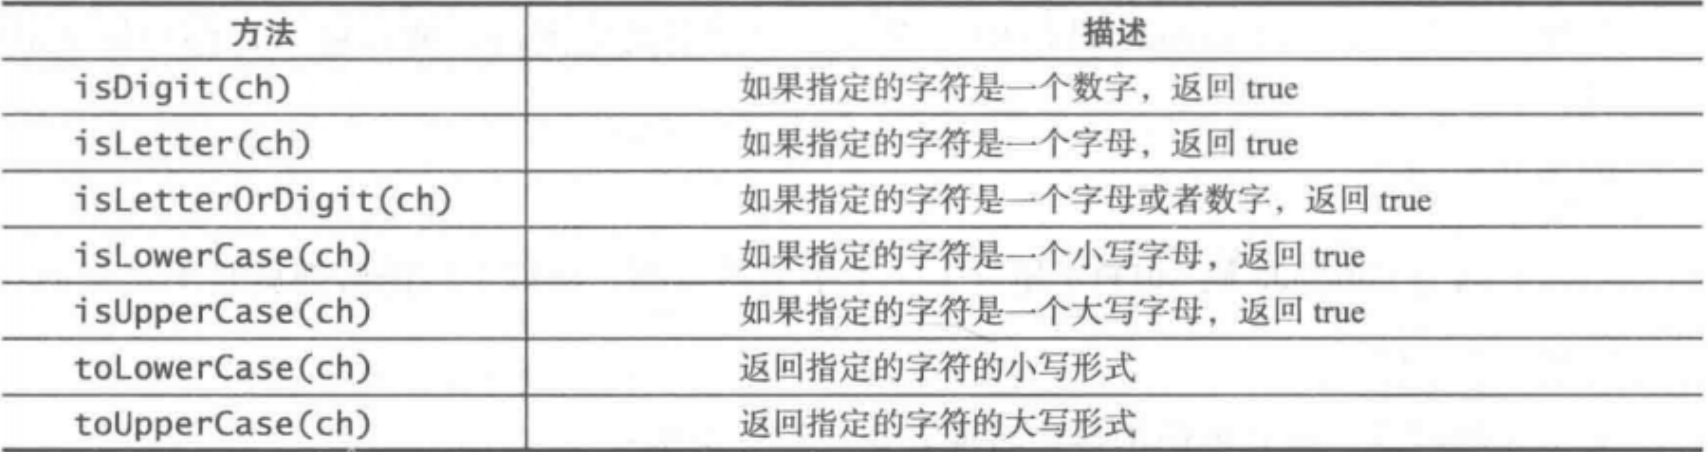 方法 描述
isDigit(ch) 如果指定的字符是一个数字，返回 true
isLetter(ch) 如果指定的字符是一个字母，返回 true
isLetterOrDigit(ch) 如果指定的字符是一个字母或者数字，返回 true
isLowerCase(ch) 如果指定的字符是一个小写字母，返回 true
isUpperCase(ch) 如果指定的字符是一个大写字母，返回 true
toLowerCase(ch) 返回指定的字符的小写形式
toUpperCase(ch) 返回指定的字符的大写形式